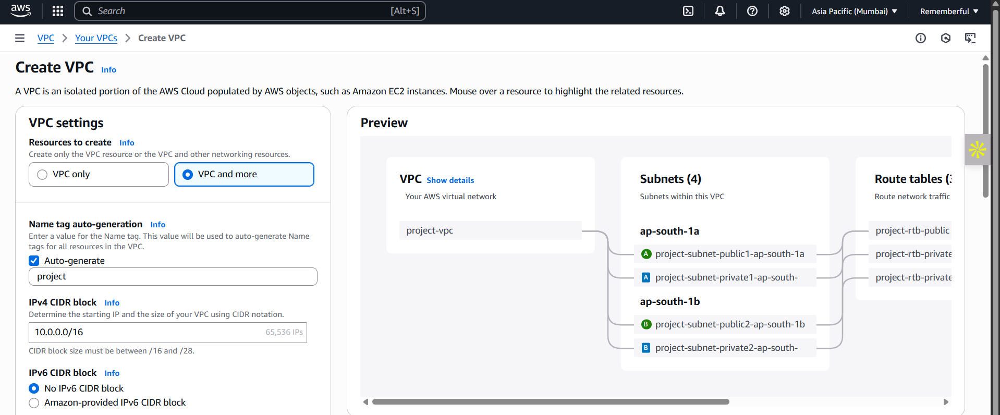 aws
Search
[Alt+S]
Asia Pacific (Mumbai)
Rememberful
VPC
Your VPCs
Create VPC
Create VPC Info
A VPC is an isolated portion of the AWS Cloud populated by AWS objects, such as Amazon EC2 instances. Mouse over a resource to highlight the related resources.
VPC settings
Resources to create Info
Create only the VPC resource or the VPC and other networking resources.
VPC only
VPC and more
Name tag auto-generation Info
Enter a value for the Name tag. This value will be used to auto-generate Name
tags for all resources in the VPC.
Auto-generate
project
IPv4 CIDR block Info
Determine the starting IP and the size of your VPC using CIDR notation.
10.0.0.0/16
65,536 IPs
CIDR block size must be between /16 and /28.
IPv6 CIDR block Info
No IPv6 CIDR block
Amazon-provided IPv6 CIDR block
Preview
VPC Show details
Your AWS virtual network
project-vpc
Subnets (4)
Subnets within this VPC
ap-south-1a
A project-subnet-public1-ap-south-1a
A project-subnet-private1-ap-south-
ap-south-1b
B project-subnet-public2-ap-south-1b
B project-subnet-private2-ap-south-
Route tables (3
Route network traffic
project-rtb-public
project-rtb-private
project-rtb-private